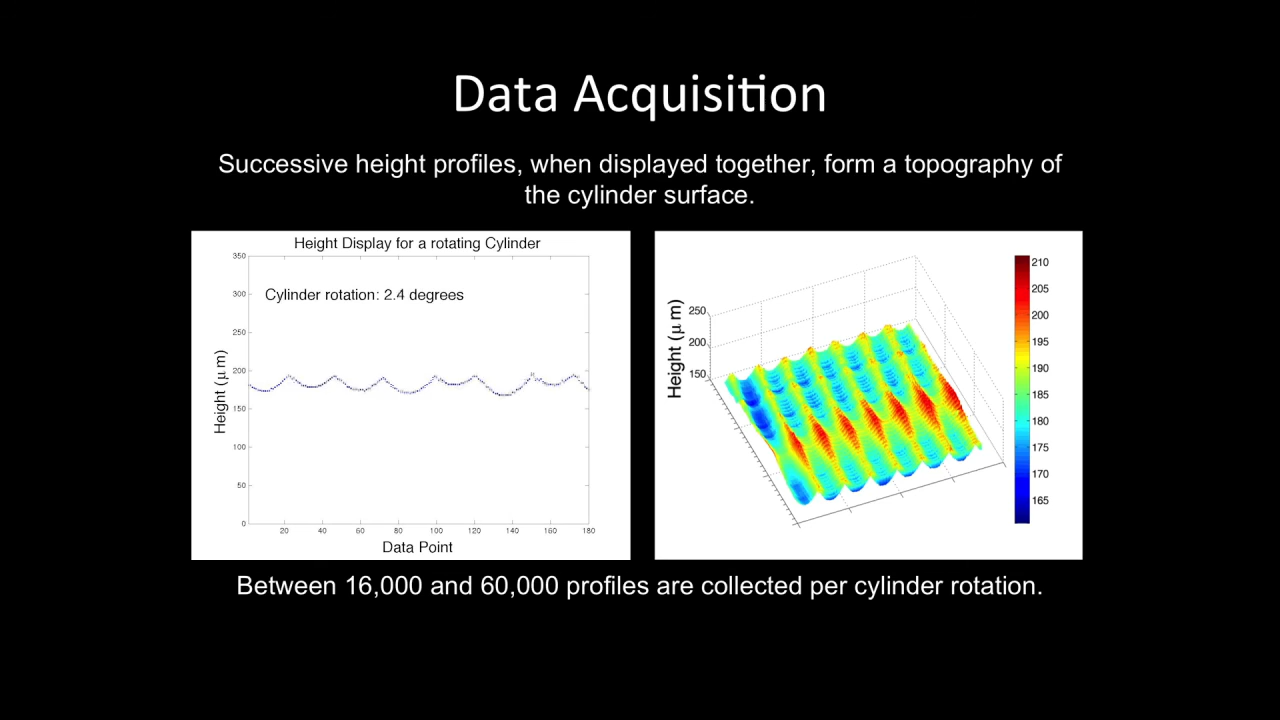 Data Acquisition
Successive height profiles, when displayed together, form a topography of
the cylinder surface.
Height Display for a rotating Cylinder
Cylinder rotation: 2.4 degrees
350
300
250
200
150
100
50
0
Height (μm)
20 40 60 80 100 120 140 160 180
Data Point
Height (μ m)
250
200
150
210
205
200
195
190
185
180
175
170
165
Between 16,000 and 60,000 profiles are collected per cylinder rotation.